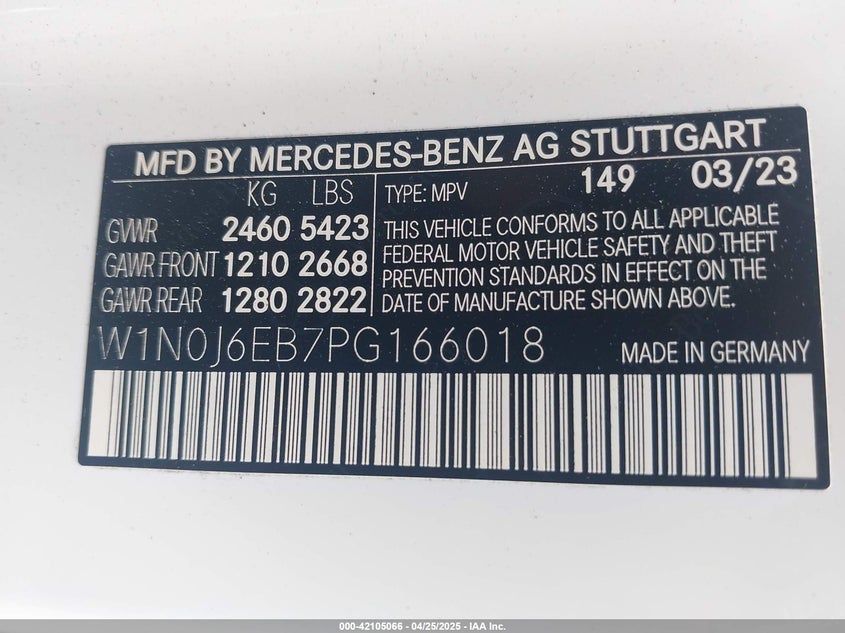 MFD BY MERCEDES-BENZ AG STUTTGART
KG LBS
GVWR 2460 5423
GAWR FRONT 1210 2668
GAWR REAR 1280 2822
TYPE: MPV 149 03/23
THIS VEHICLE CONFORMS TO ALL APPLICABLE
FEDERAL MOTOR VEHICLE SAFETY AND THEFT
PREVENTION STANDARDS IN EFFECT ON THE
DATE OF MANUFACTURE SHOWN ABOVE.
W1N0J6EB7PG166018
MADE IN GERMANY
000-42105066 - 04/25/2025 - IAA Inc.